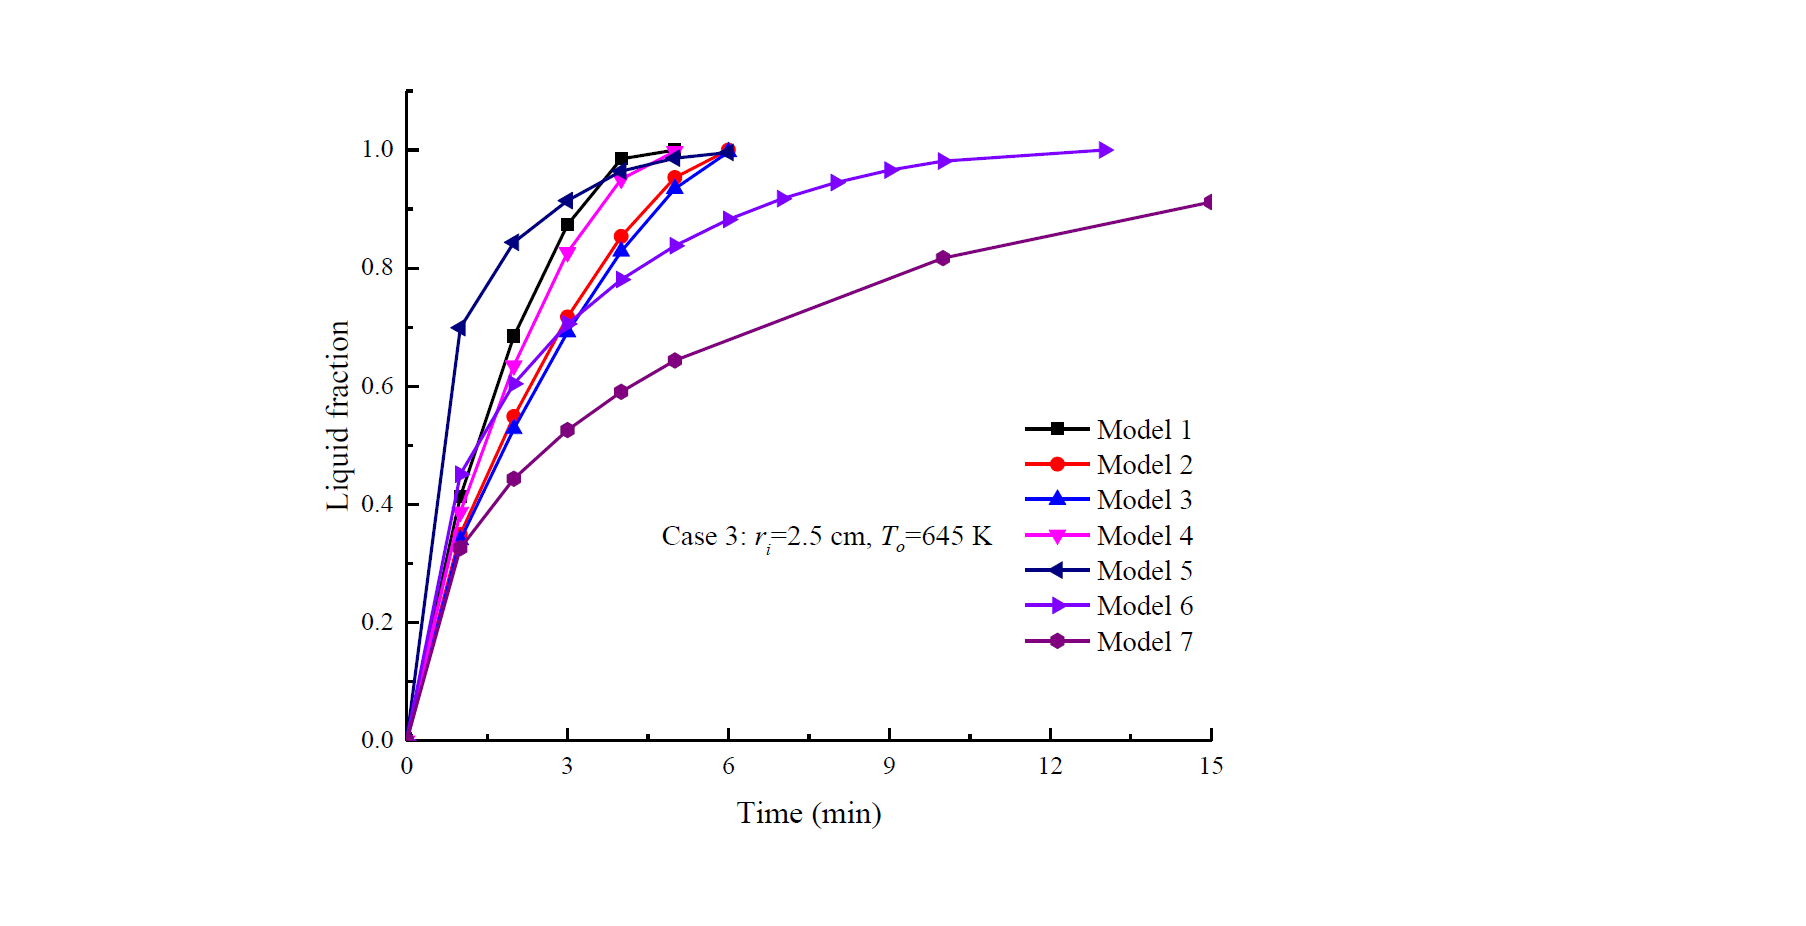 1.0
0.8
0.6
0.4
0.2
0.0
0 3 6 9 12 15
Liquid fraction
Time (min)
Case 3: r_i=2.5 cm, T_o=645 K
Model 1
Model 2
Model 3
Model 4
Model 5
Model 6
Model 7